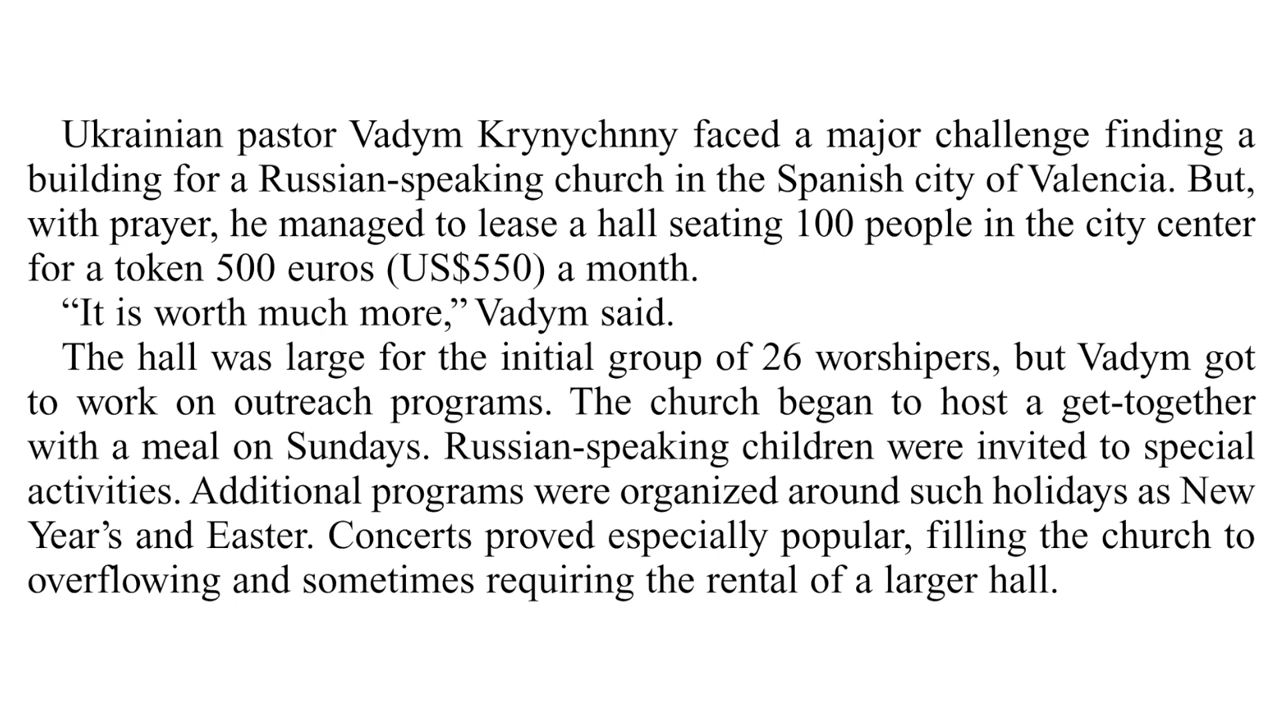 Ukrainian pastor Vadym Krynychnny faced a major challenge finding a
building for a Russian-speaking church in the Spanish city of Valencia. But,
with prayer, he managed to lease a hall seating 100 people in the city center
for a token 500 euros (US$550) a month.
“It is worth much more,” Vadym said.
The hall was large for the initial group of 26 worshipers, but Vadym got
to work on outreach programs. The church began to host a get-together
with a meal on Sundays. Russian-speaking children were invited to special
activities. Additional programs were organized around such holidays as New
Year’s and Easter. Concerts proved especially popular, filling the church to
overflowing and sometimes requiring the rental of a larger hall.